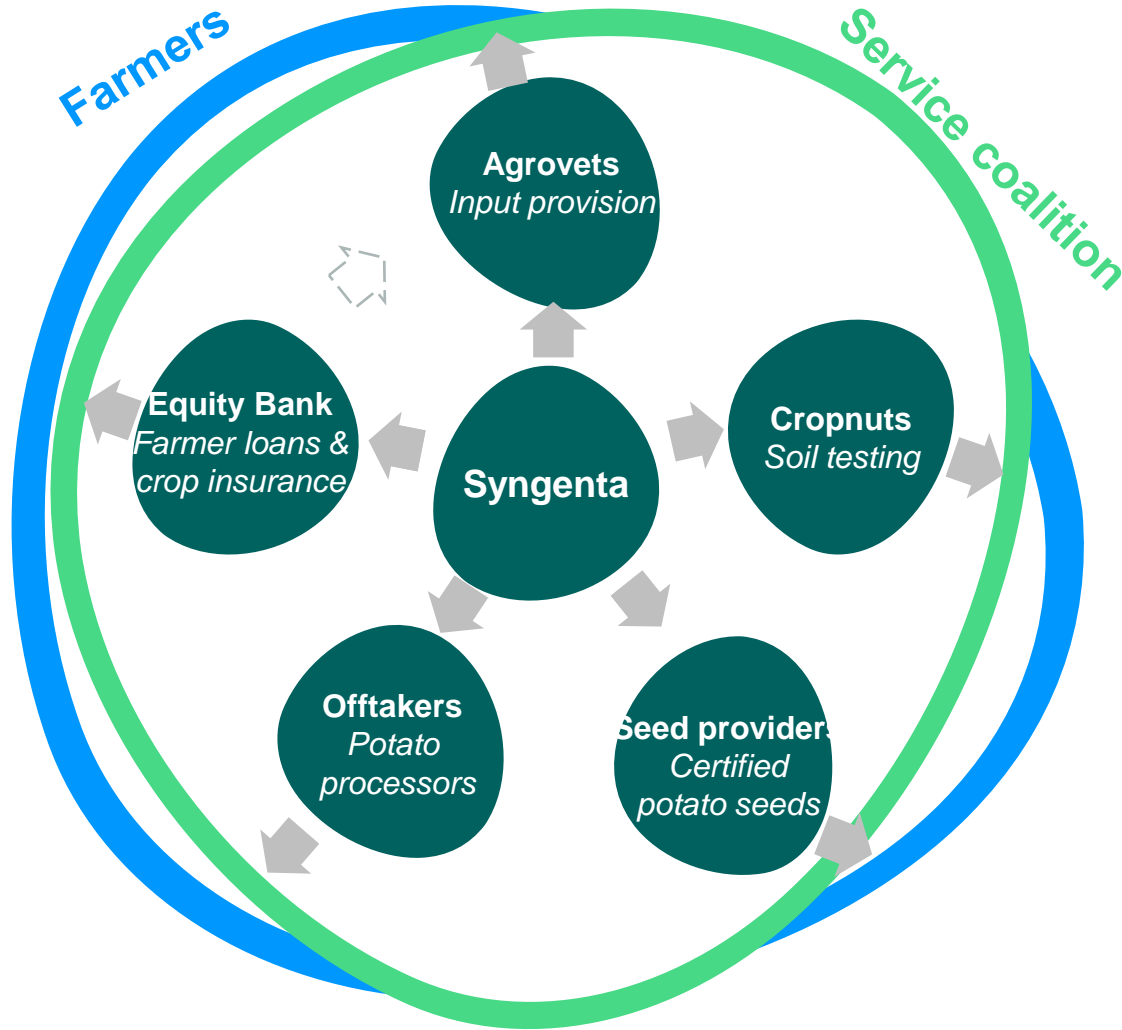 Farmers
Service coalition
Agrovets
Input provision
Equity Bank
Farmer loans &
crop insurance
Cropnuts
Soil testing
Syngenta
Offtakers
Potato
processors
Seed providers
Certified
potato seeds